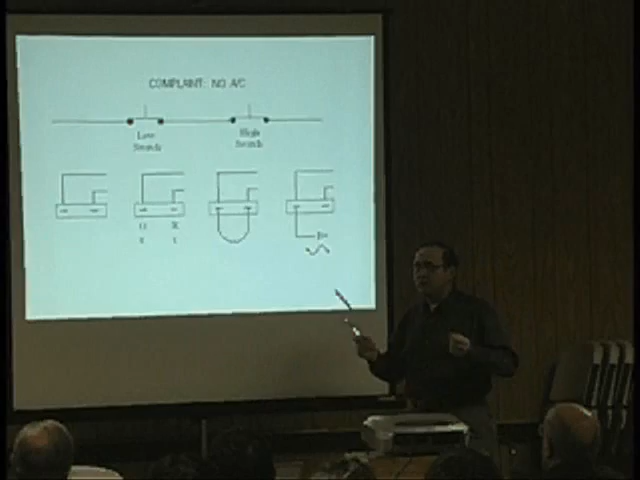 COMPLAINT: NO A/C
Low
Switch
High
Switch